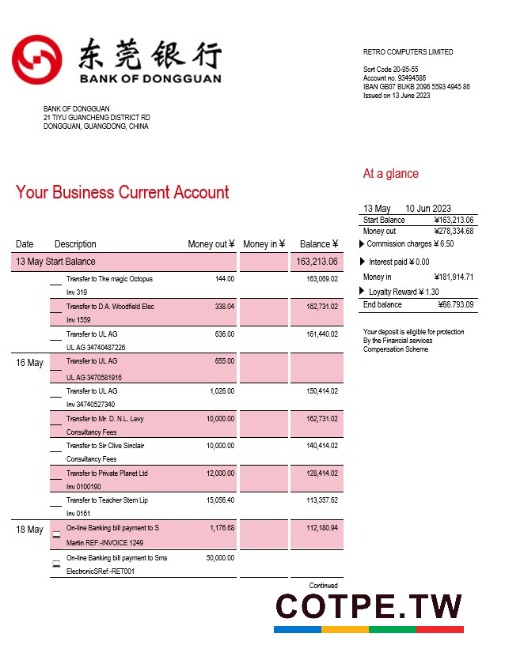 东莞银行
BANK OF DONGGUAN
RETRO COMPUTERS LIMITED
Sort Code 20-95-55
Account no. 93494586
IBAN GB07 BUKB 2096 5593 4945 86
Issued on 13 June 2023
BANK OF DONGGUAN
21 TIYU GUANCHENG DISTRICT RD
DONGGUAN, GUANGDONG, CHINA
At a glance
Your Business Current Account
13 May 10 Jun 2023
Start Balance ¥163,213.06
Money out ¥278,334.68
Commission charges ¥ 6.50
Interest paid ¥ 0.00
Money in ¥181,914.71
Loyalty Reward ¥ 1.30
End balance ¥66.793.09
Your deposit is eligible for protection
By the Financial services
Compensation Scheme
Date Description Money out ¥ Money in ¥ Balance ¥
13 May Start Balance 163,213.06
Transfer to The magic Octopus 144.00 163,069.02
Inv 319
Transfer to D.A. Woodfield Elec 338.04 162,731.02
Inv 1559
Transfer to UL AG 636.00 161,440.02
UL AG 34740487226
16 May Transfer to UL AG 655.00
UL AG 3470581916
Transfer to UL AG 1,026.00 150,414.02
Inv 34740527340
Transfer to Mr. D. N.L. Levy 10,000.00 162,731.02
Consultancy Fees
Transfer to Sir Clive Sinclair 10,000.00 140,414.02
Consultancy Fees
Transfer to Private Planet Ltd 12,000.00 128,414.02
Inv 0100190
Transfer to Teacher Stern Lip 15,056.40 113,357.62
Inv 0161
18 May On-line Banking bill payment to S 1,176.68 112,180.94
Martin REF:-INVOICE 1249
On-line Banking bill payment to Sms 50,000.00
ElectronicSRef:-RET001
Continued
COTPE.TW